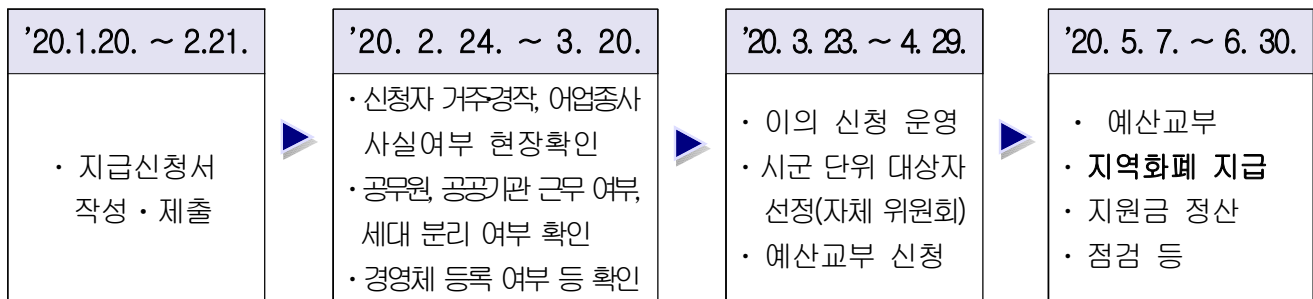 '20.1.20. ~ 2.21.
· 지급신청서
작성·제출
'20. 2. 24. ~ 3. 20.
· 신청자 거주·경작, 어업종사
사실여부 현장확인
· 공무원, 공공기관 근무 여부,
세대 분리 여부 확인
· 경영체 등록 여부 등 확인
'20. 3. 23. ~ 4. 29.
· 이의 신청 운영
· 시군 단위 대상자
선정(자체 위원회)
· 예산교부 신청
'20. 5. 7. ~ 6. 30.
· 예산교부
· 지역화폐 지급
· 지원금 정산
· 점검 등